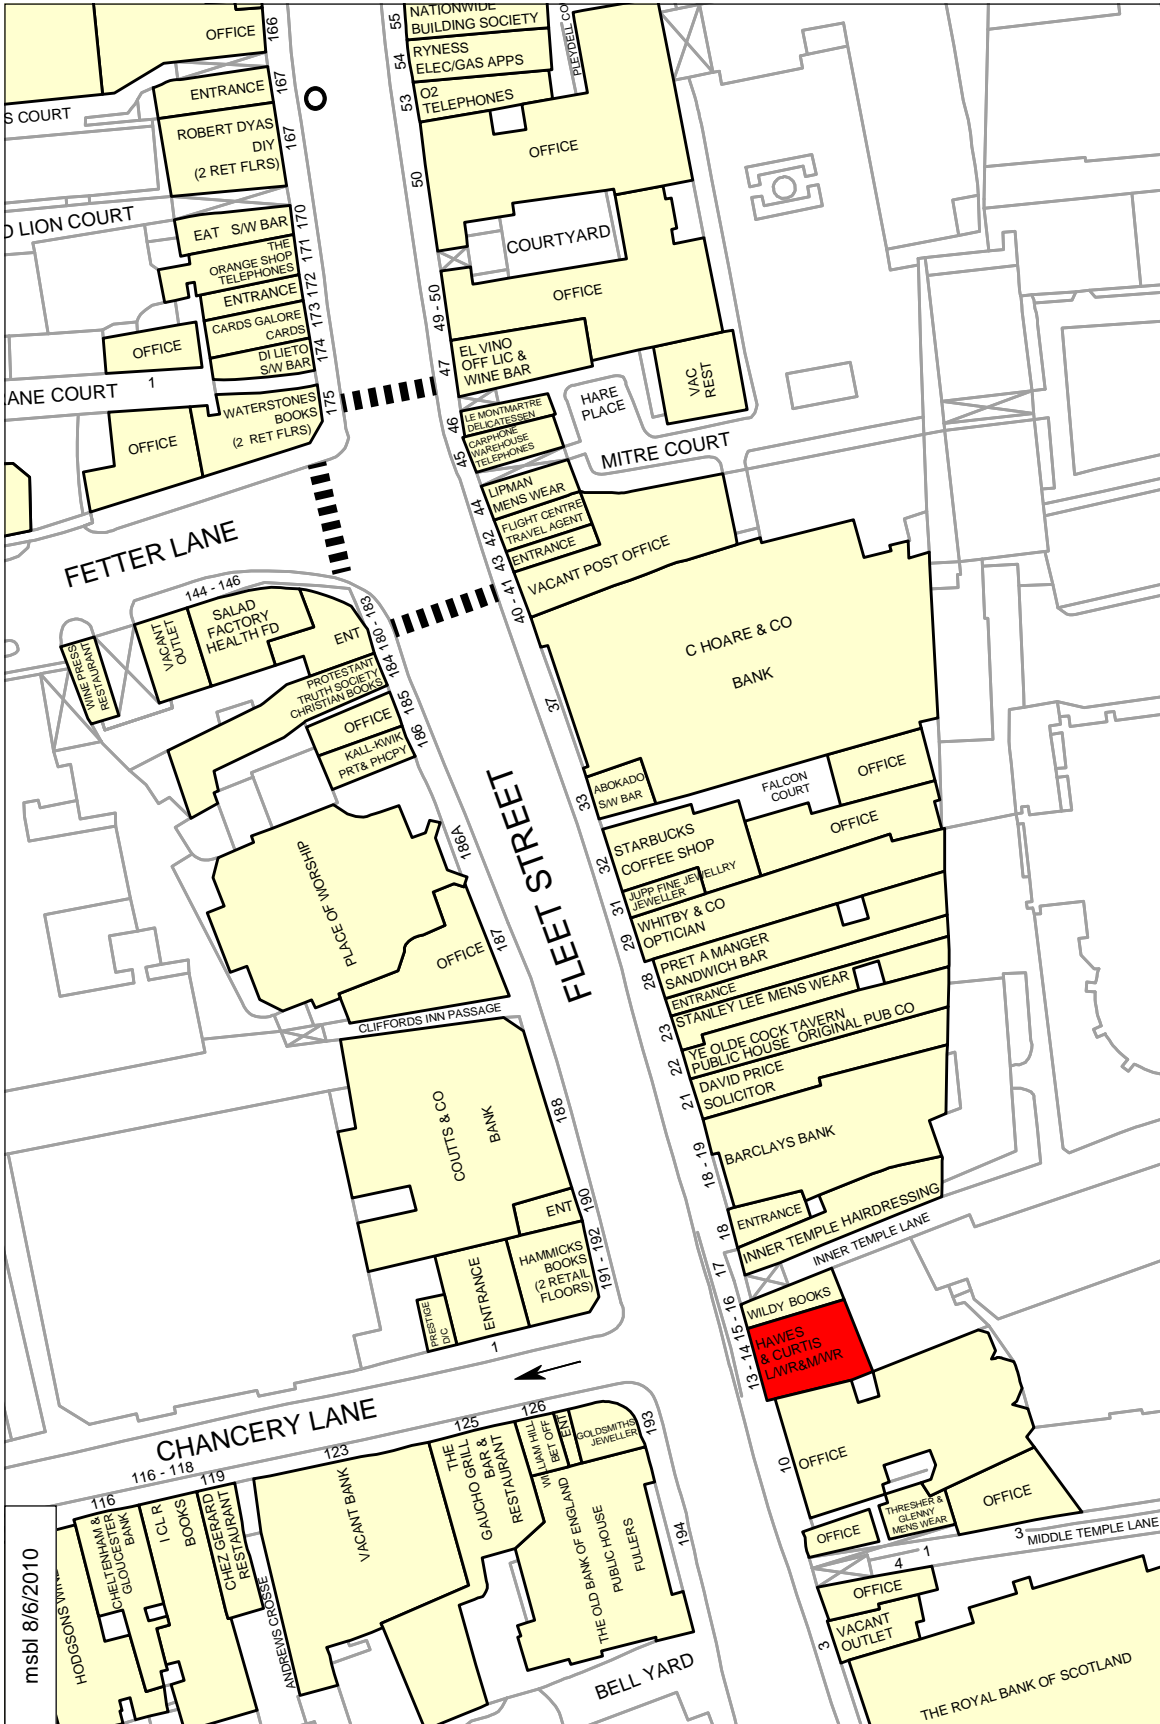 OFFICE
166
ENTRANCE
167
S COURT
ROBERT DYAS
DIY
(2 RET FLRS)
167
D LION COURT
EAT S/W BAR
170
THE
ORANGE SHOP
TELEPHONES
171
ENTRANCE
172
CARDS GALORE
CARDS
173
DI LIETO
S/W BAR
174
OFFICE
1
ANE COURT
WATERSTONES
BOOKS
(2 RET FLRS)
175
OFFICE
55
NATIONWIDE
BUILDING SOCIETY
54
RYNESS
ELEC/GAS APPS
PLEYDELL CO
53
O2
TELEPHONES
OFFICE
50
COURTYARD
OFFICE
49 - 50
EL VINO
OFF LIC &
WINE BAR
47
VAC
REST
HARE
PLACE
46
LE MONTMARTRE
DELICATESSEN
45
CARPHONE
WAREHOUSE
TELEPHONES
MITRE COURT
44
LIPMAN
MENS WEAR
42
FLIGHT CENTRE
TRAVEL AGENT
43
ENTRANCE
40 - 41
VACANT POST OFFICE
FETTER LANE
144 - 146
WINE PRESS
RESTAURANT
VACANT
OUTLET
SALAD
FACTORY
HEALTH FD
ENT
180 - 183
PROTESTANT
TRUTH SOCIETY
CHRISTIAN BOOKS
184
OFFICE
185
KALL-KWIK
PRT& PHCPY
186
C HOARE & CO
BANK
37
ABOKADO
S/W BAR
33
FALCON
COURT
OFFICE
OFFICE
STARBUCKS
COFFEE SHOP
32
JUPP FINE JEWELLRY
JEWELLER
31
WHITBY & CO
OPTICIAN
29
PRET A MANGER
SANDWICH BAR
28
ENTRANCE
STANLEY LEE MENS WEAR
23
YE OLDE COCK TAVERN
PUBLIC HOUSE ORIGINAL PUB CO
22
DAVID PRICE
SOLICITOR
21
BARCLAYS BANK
18 - 19
FLEET STREET
PLACE OF WORSHIP
186A
OFFICE
187
CLIFFORDS INN PASSAGE
COUTTS & CO
BANK
188
ENT
190
HAMMICKS
BOOKS
(2 RETAIL
FLOORS)
191 - 192
ENTRANCE
PRESTIGE
DIC
1
ENTRANCE
18
INNER TEMPLE HAIRDRESSING
17
INNER TEMPLE LANE
WILDY BOOKS
15 - 16
HAWES
& CURTIS
L/WR&M/WR
13 - 14
OFFICE
10
THRESHER &
GLENNY
MENS WEAR
OFFICE
OFFICE
3
1
4
MIDDLE TEMPLE LANE
OFFICE
VACANT
OUTLET
3
THE ROYAL BANK OF SCOTLAND
CHANCERY LANE
116
116 - 118
119
123
125
126
193
HODGSONS WIN
CHELTENHAM &
GLOUCESTER
BANK
I CL R
BOOKS
CHEZ GERARD
RESTAURANT
ANDREWS CROSSE
VACANT BANK
THE
GAUCHO GRILL
BAR &
RESTAURANT
WILLIAM HILL
BET OFF
ENT
GOLDSMITHS
JEWELLER
THE OLD BANK OF ENGLAND
PUBLIC HOUSE
FULLERS
194
BELL YARD
msbl 8/6/2010